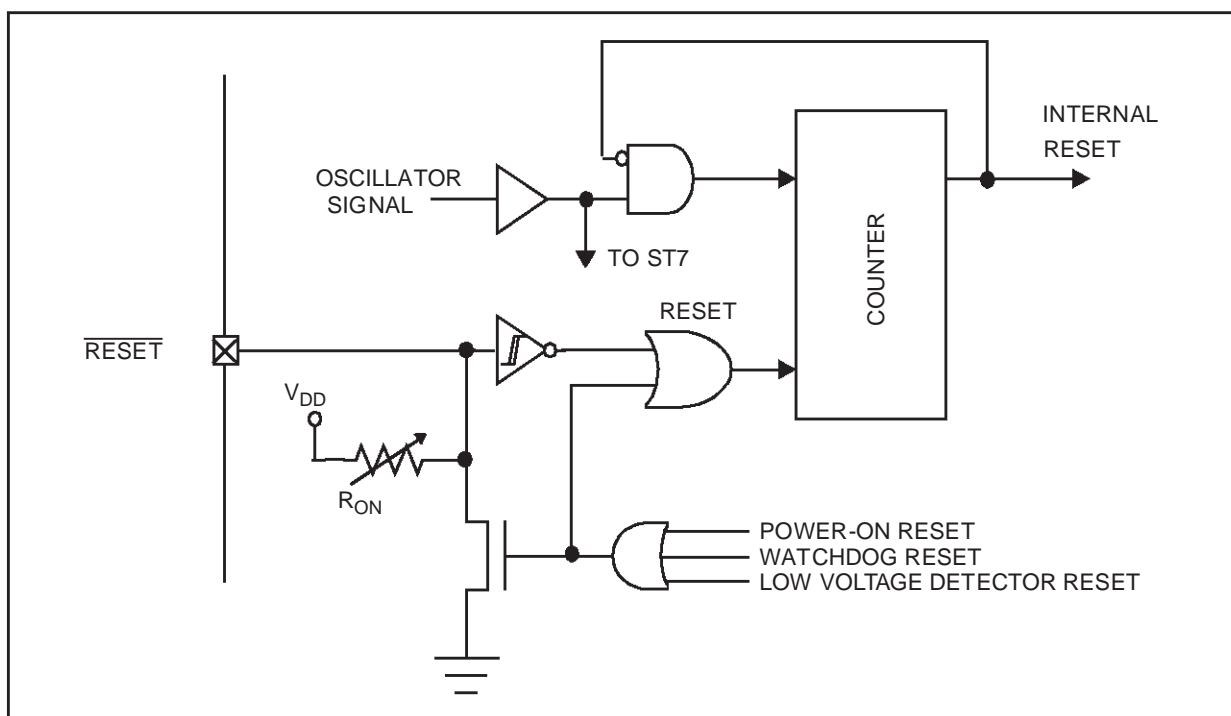 INTERNAL
RESET
OSCILLATOR
SIGNAL
TO ST7
COUNTER
RESET
RESET
VDD
RON
POWER-ON RESET
WATCHDOG RESET
LOW VOLTAGE DETECTOR RESET